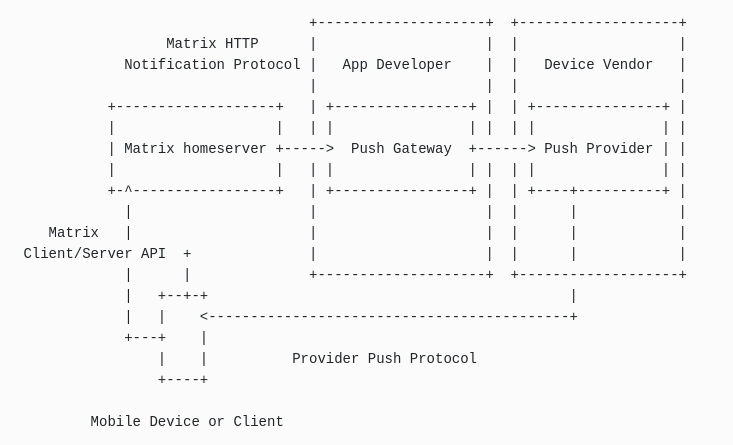 Matrix HTTP
Notification Protocol App Developer Device Vendor
Matrix homeserver Push Gateway Push Provider
Matrix
Client/Server API
Provider Push Protocol
Mobile Device or Client